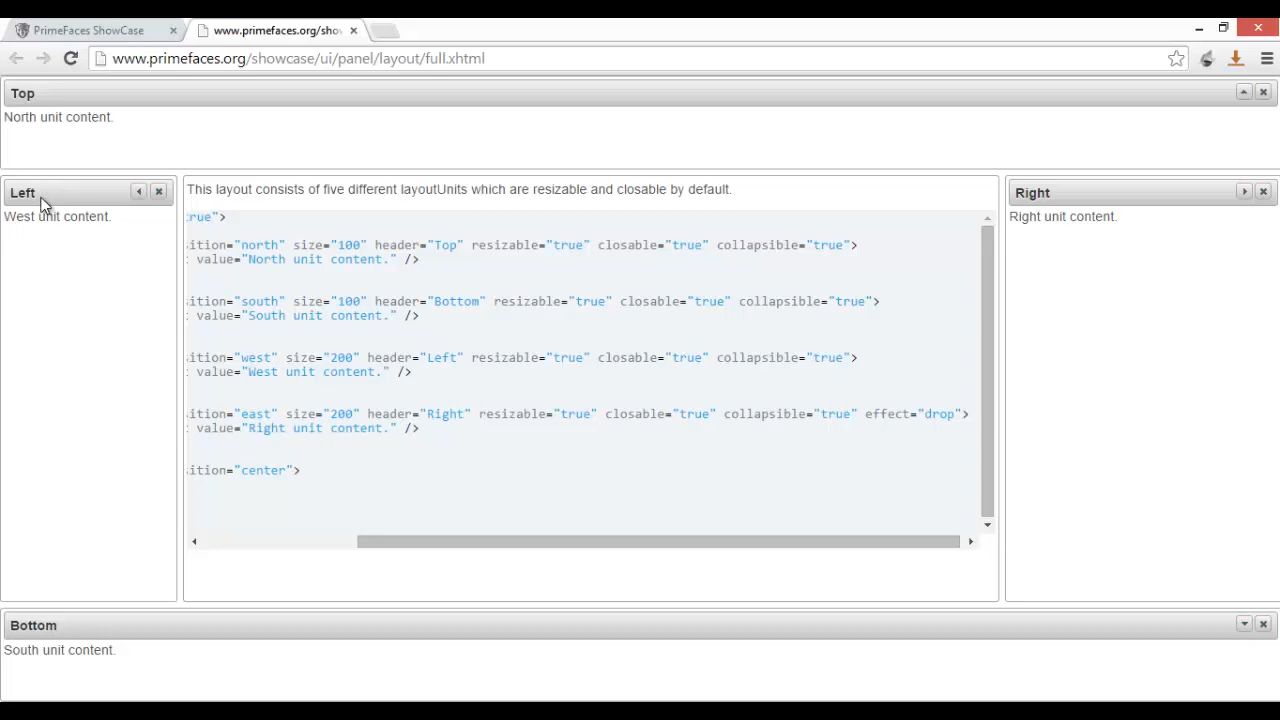 PrimeFaces ShowCase
www.primefaces.org/sho
www.primefaces.org/showcase/ui/panel/layout/full.xhtml
Top
North unit content.
Left
West unit content.
This layout consists of five different layoutUnits which are resizable and closable by default.
rue">
ition="north" size="100" header="Top" resizable="true" closable="true" collapsible="true">
value="North unit content." />
ition="south" size="100" header="Bottom" resizable="true" closable="true" collapsible="true">
value="South unit content." />
ition="west" size="200" header="Left" resizable="true" closable="true" collapsible="true">
value="West unit content." />
ition="east" size="200" header="Right" resizable="true" closable="true" collapsible="true" effect="drop">
value="Right unit content." />
ition="center">
Right
Right unit content.
Bottom
South unit content.